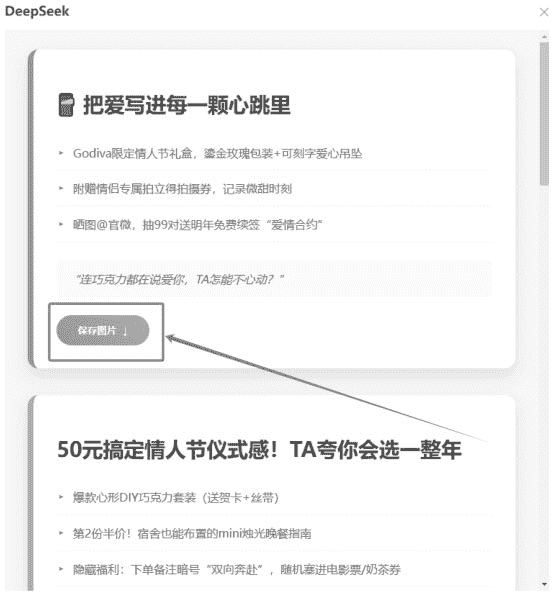 DeepSeek
把爱写进每一颗心跳里
Godiva限定情人节礼盒，鎏金玫瑰包装+可刻字爱心吊坠
附赠情侣专属拍立得拍摄券，记录微甜时刻
晒图@官微，抽99对送明年免费续签“爱情合约”
“连巧克力都在说爱你，TA怎能不心动？”
保存图片 ↓
50元搞定情人节仪式感！TA夸你会选一整年
爆款心形DIY巧克力套装（送贺卡+丝带）
第2份半价！宿舍也能布置的mini烛光晚餐指南
隐藏福利：下单备注暗号“双向奔赴”，随机塞进电影票/奶茶券